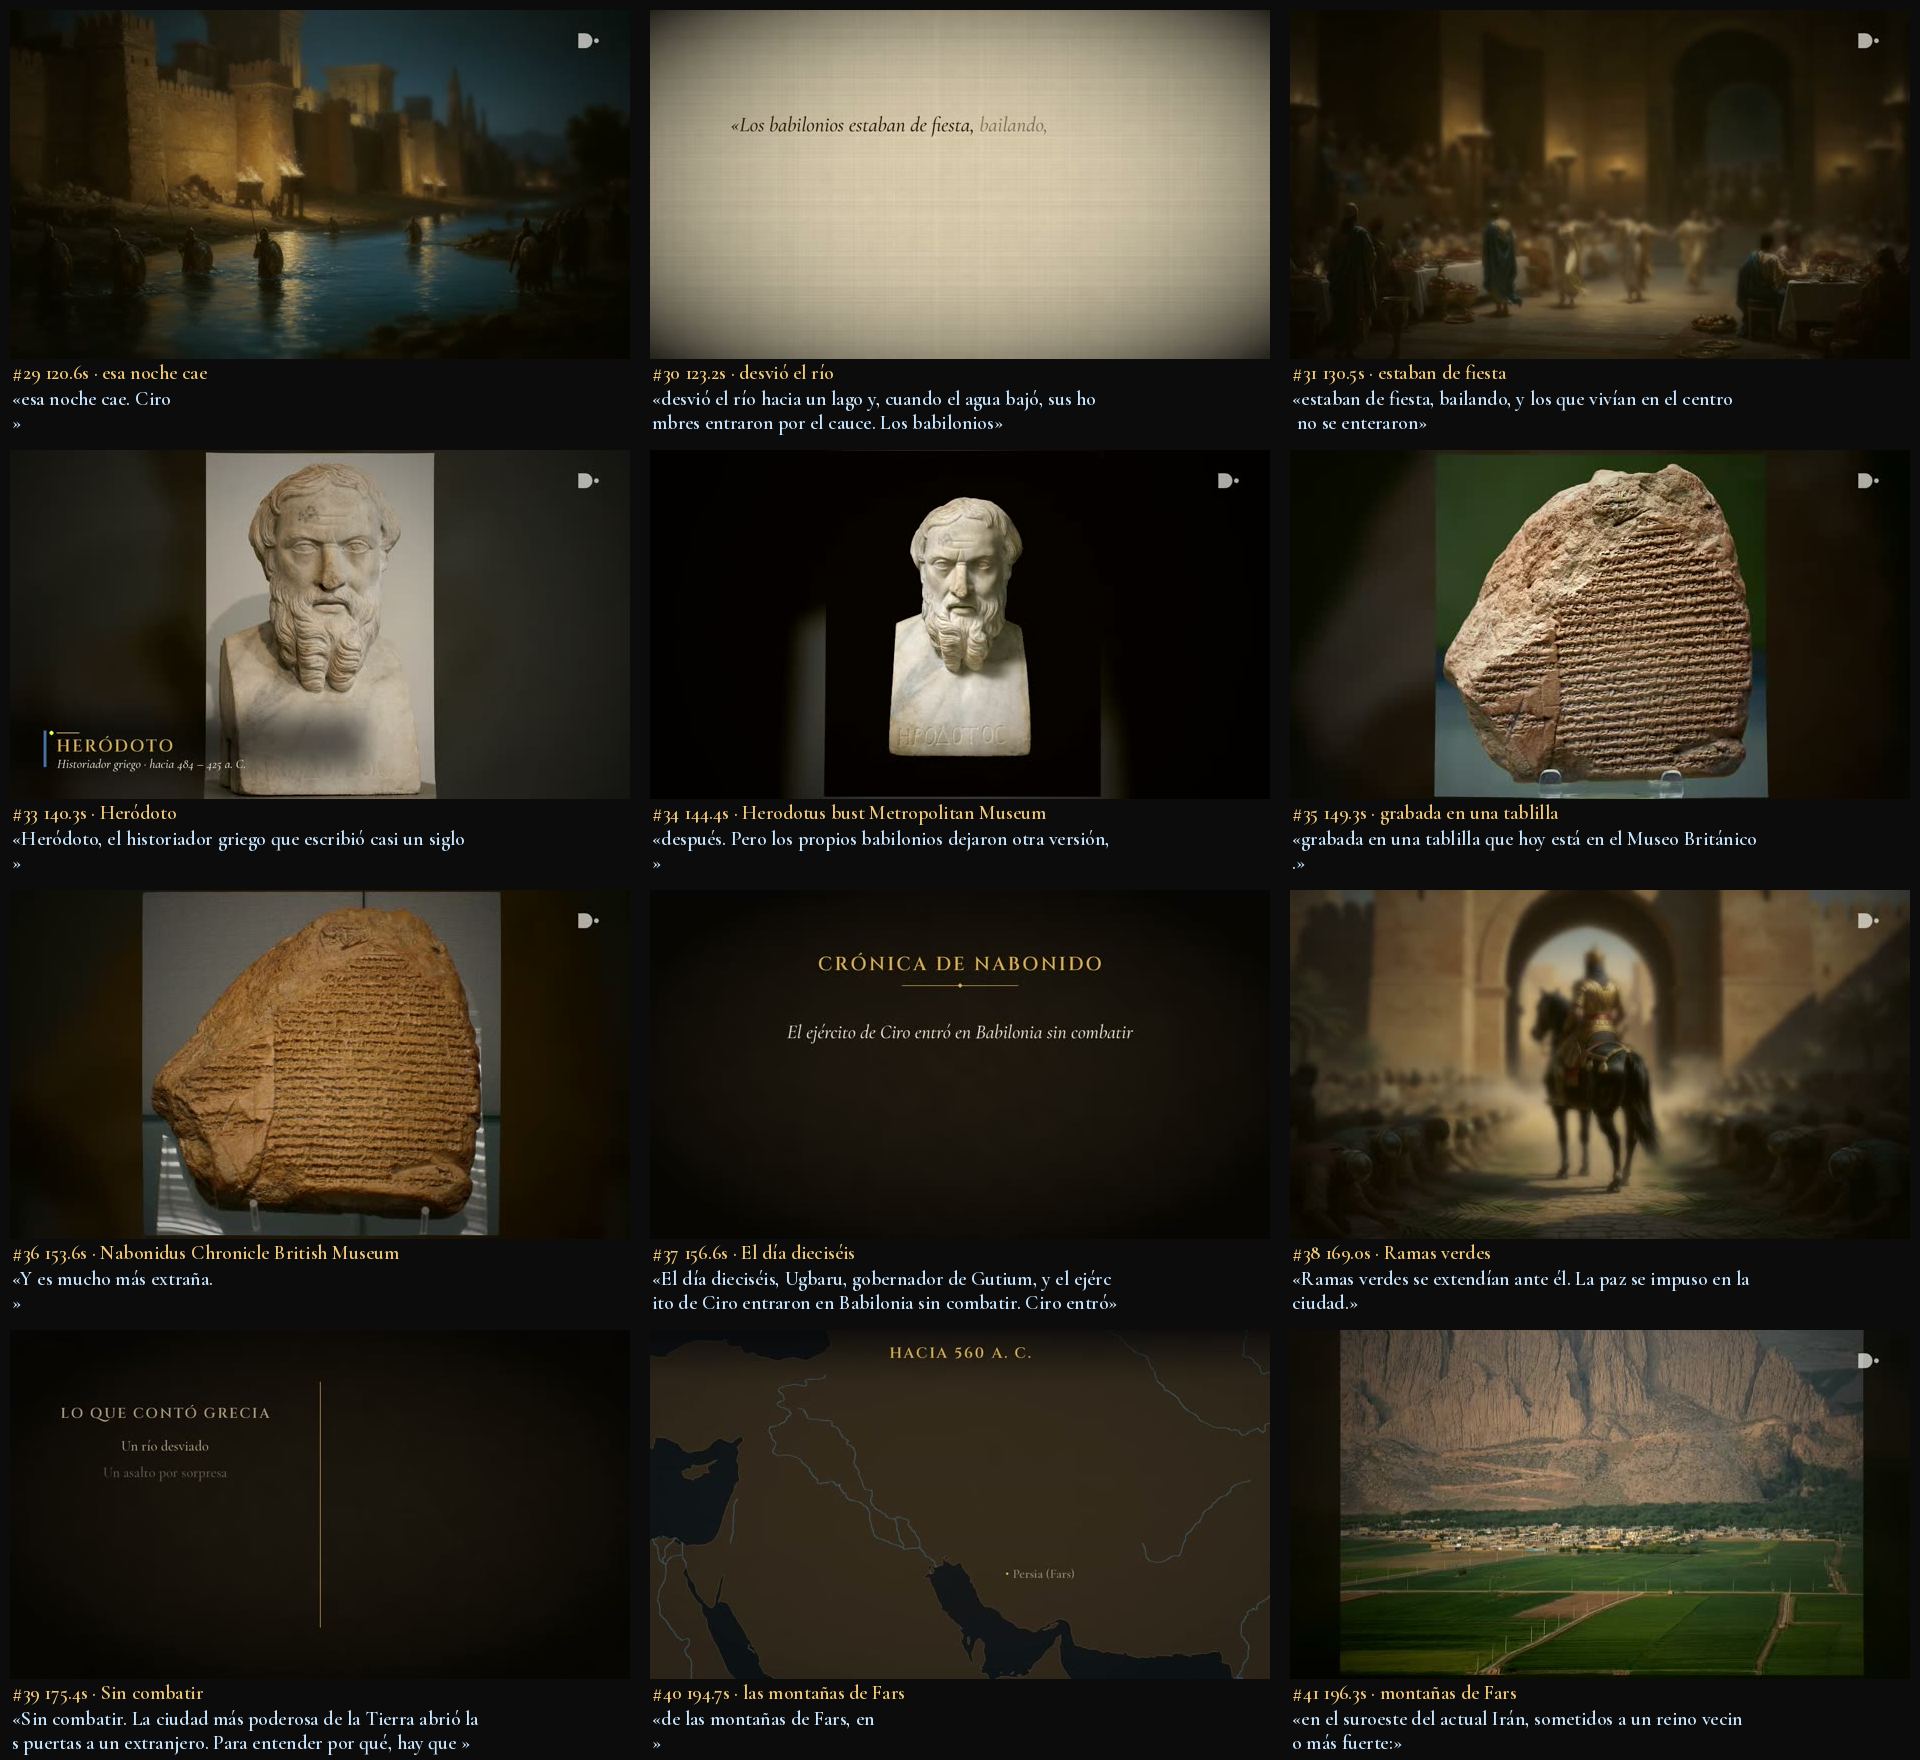 «Los babilonios estaban de fiesta, bailando,
#29 120.6s · esa noche cae
«esa noche cae. Ciro
»
#30 123.2s · desvió el río
«desvió el río hacia un lago y, cuando el agua bajó, sus ho
mbres entraron por el cauce. Los babilonios»
#31 130.5s · estaban de fiesta
«estaban de fiesta, bailando, y los que vivían en el centro
no se enteraron»
HERÓDOTO
Historiador griego · hacia 484 – 425 a. C.
ΗΡΟΔΟΤΟΣ
#33 140.3s · Heródoto
«Heródoto, el historiador griego que escribió casi un siglo
»
#34 144.4s · Herodotus bust Metropolitan Museum
«después. Pero los propios babilonios dejaron otra versión,
»
#35 149.3s · grabada en una tablilla
«grabada en una tablilla que hoy está en el Museo Británico
.»
CRÓNICA DE NABONIDO
El ejército de Ciro entró en Babilonia sin combatir
#36 153.6s · Nabonidus Chronicle British Museum
«Y es mucho más extraña.
»
#37 156.6s · El día dieciséis
«El día dieciséis, Ugbaru, gobernador de Gutium, y el ejérc
ito de Ciro entraron en Babilonia sin combatir. Ciro entró»
#38 169.0s · Ramas verdes
«Ramas verdes se extendían ante él. La paz se impuso en la
ciudad.»
LO QUE CONTÓ GRECIA
Un río desviado
Un asalto por sorpresa
HACIA 560 A. C.
• Persia (Fars)
#39 175.4s · Sin combatir
«Sin combatir. La ciudad más poderosa de la Tierra abrió la
s puertas a un extranjero. Para entender por qué, hay que »
#40 194.7s · las montañas de Fars
«de las montañas de Fars, en
»
#41 196.3s · montañas de Fars
«en el suroeste del actual Irán, sometidos a un reino vecin
o más fuerte:»